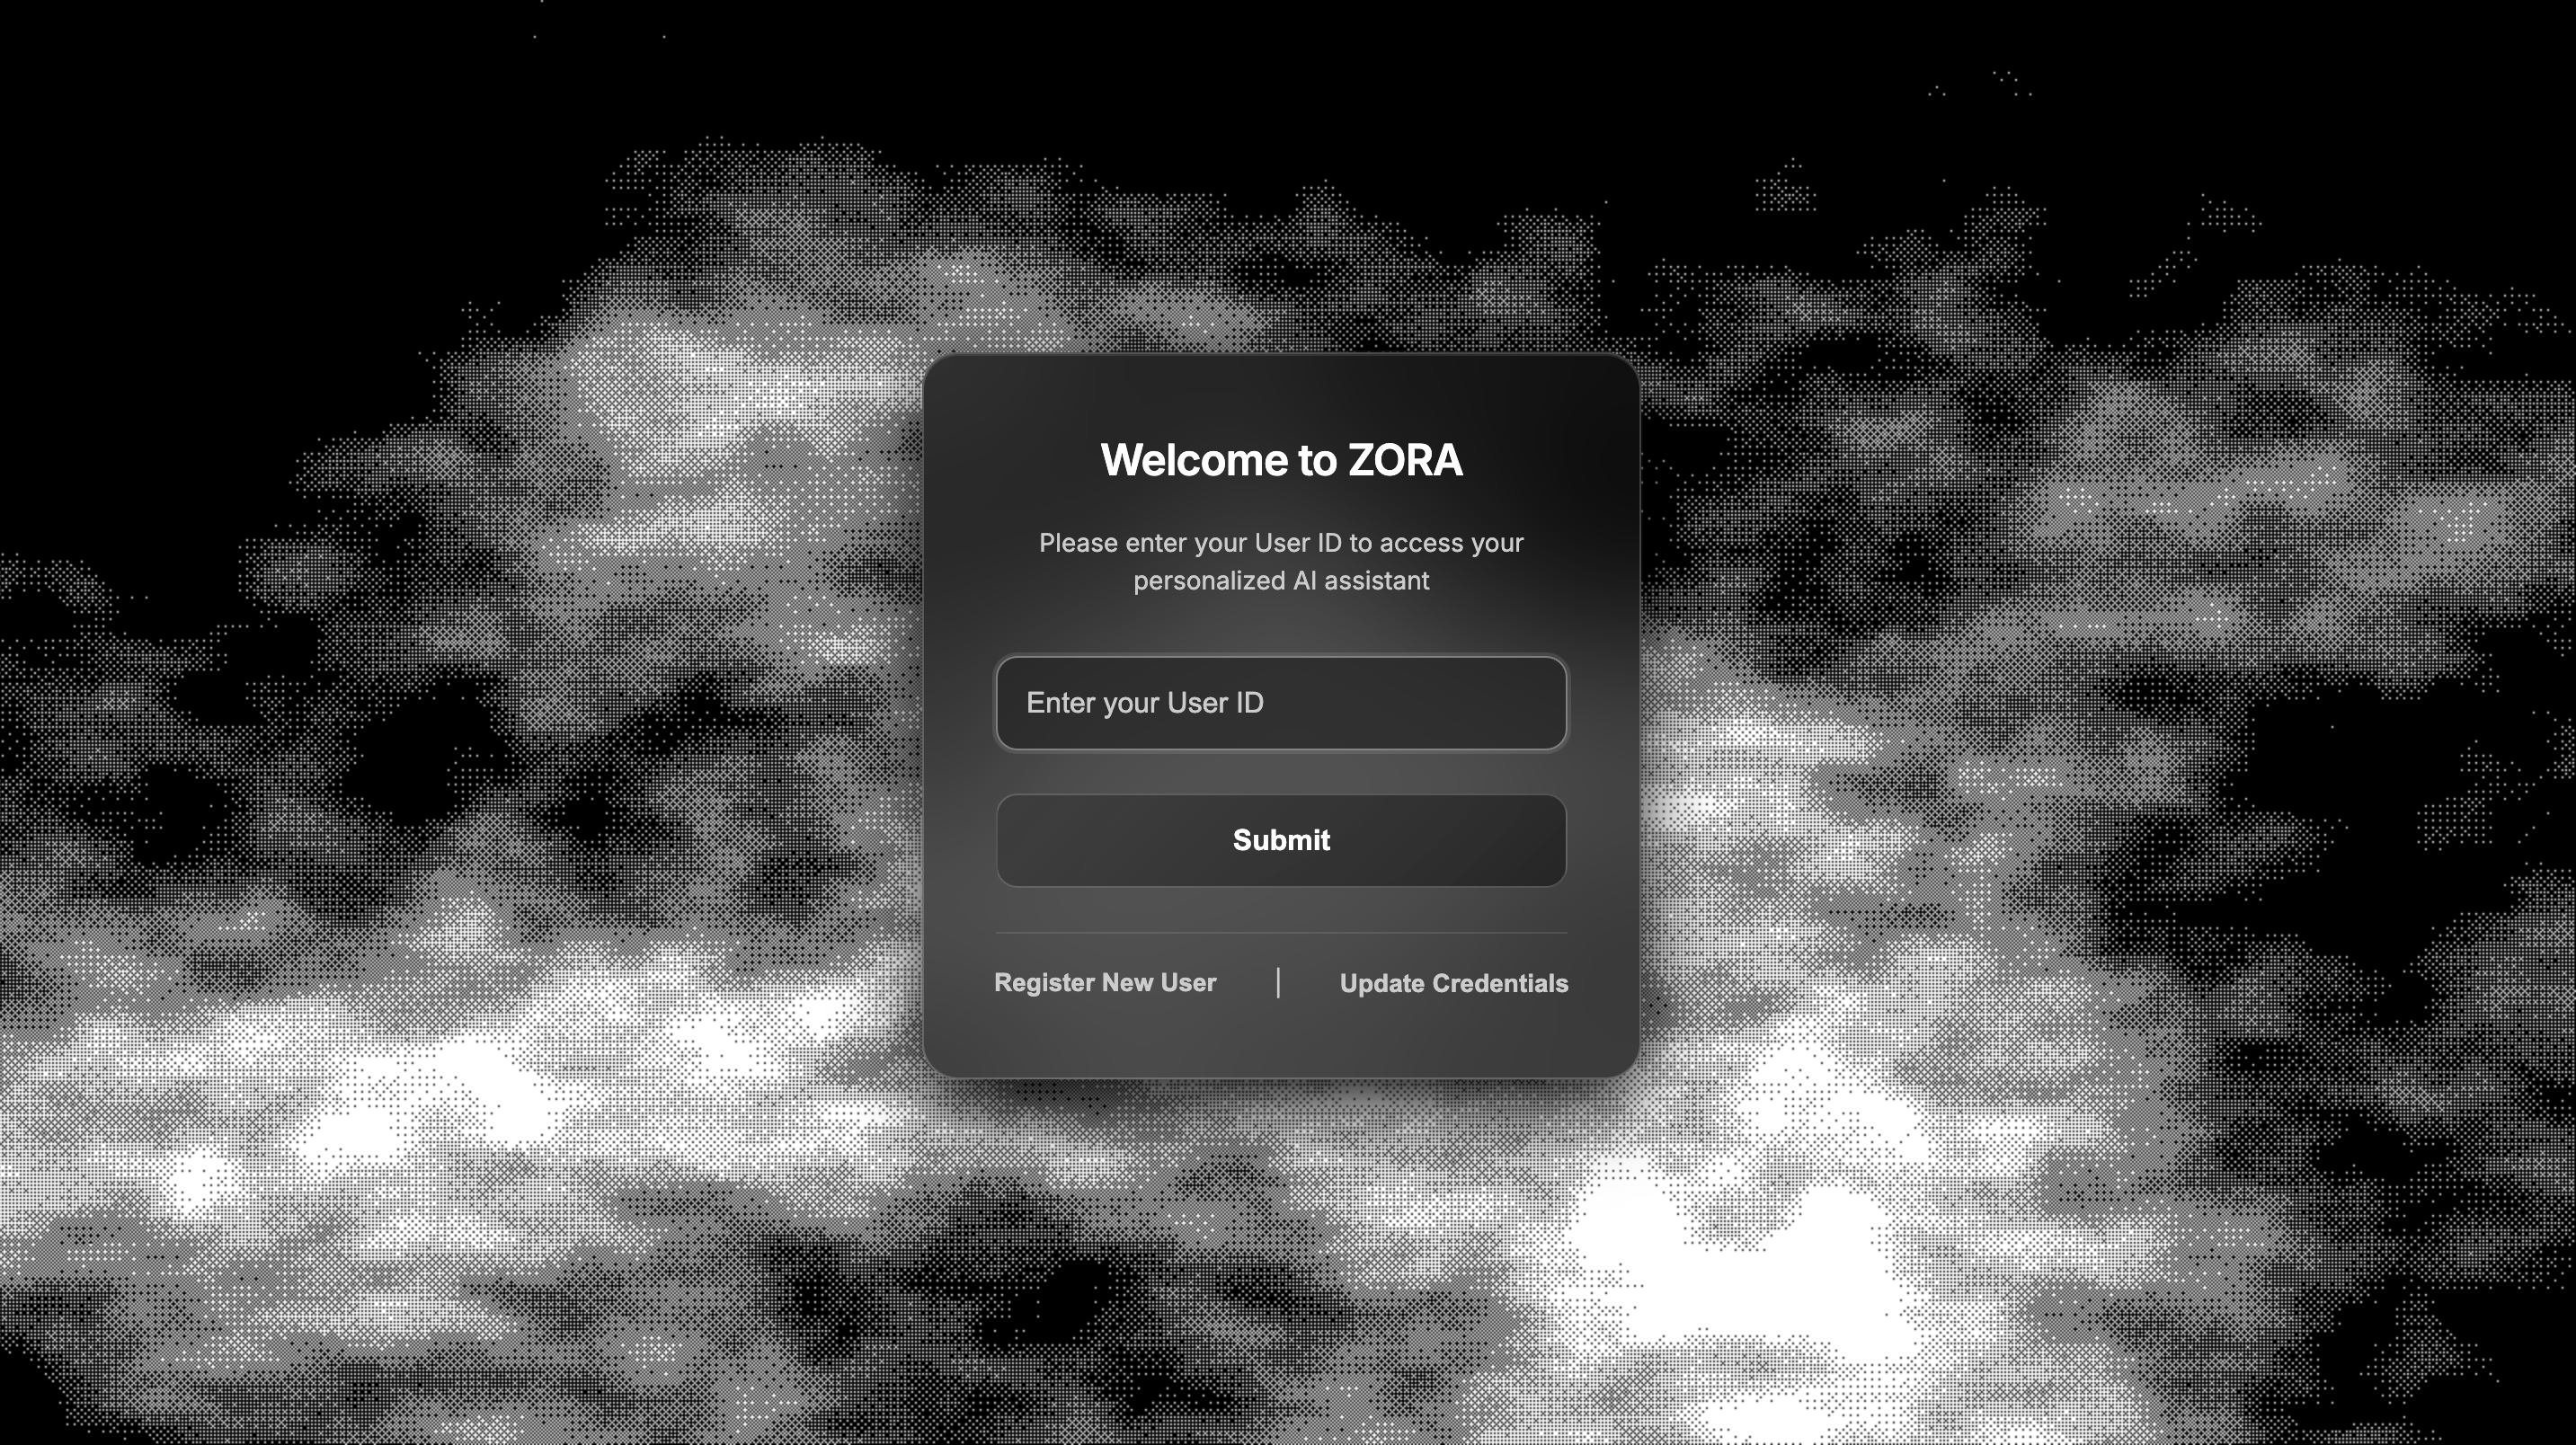 Welcome to ZORA
Please enter your User ID to access your
personalized AI assistant
Enter your User ID
Submit
Register New User | Update Credentials